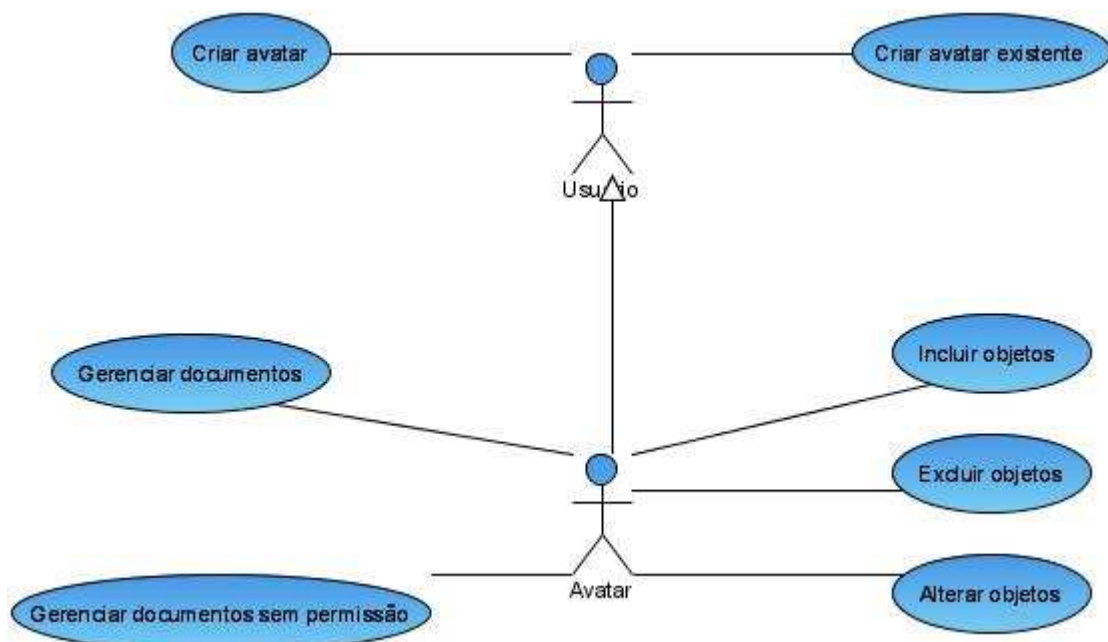 Criar avatar
Criar avatar existente
Usuário
Gerenciar documentos
Incluir objetos
Excluir objetos
Avatar
Alterar objetos
Gerenciar documentos sem permissão